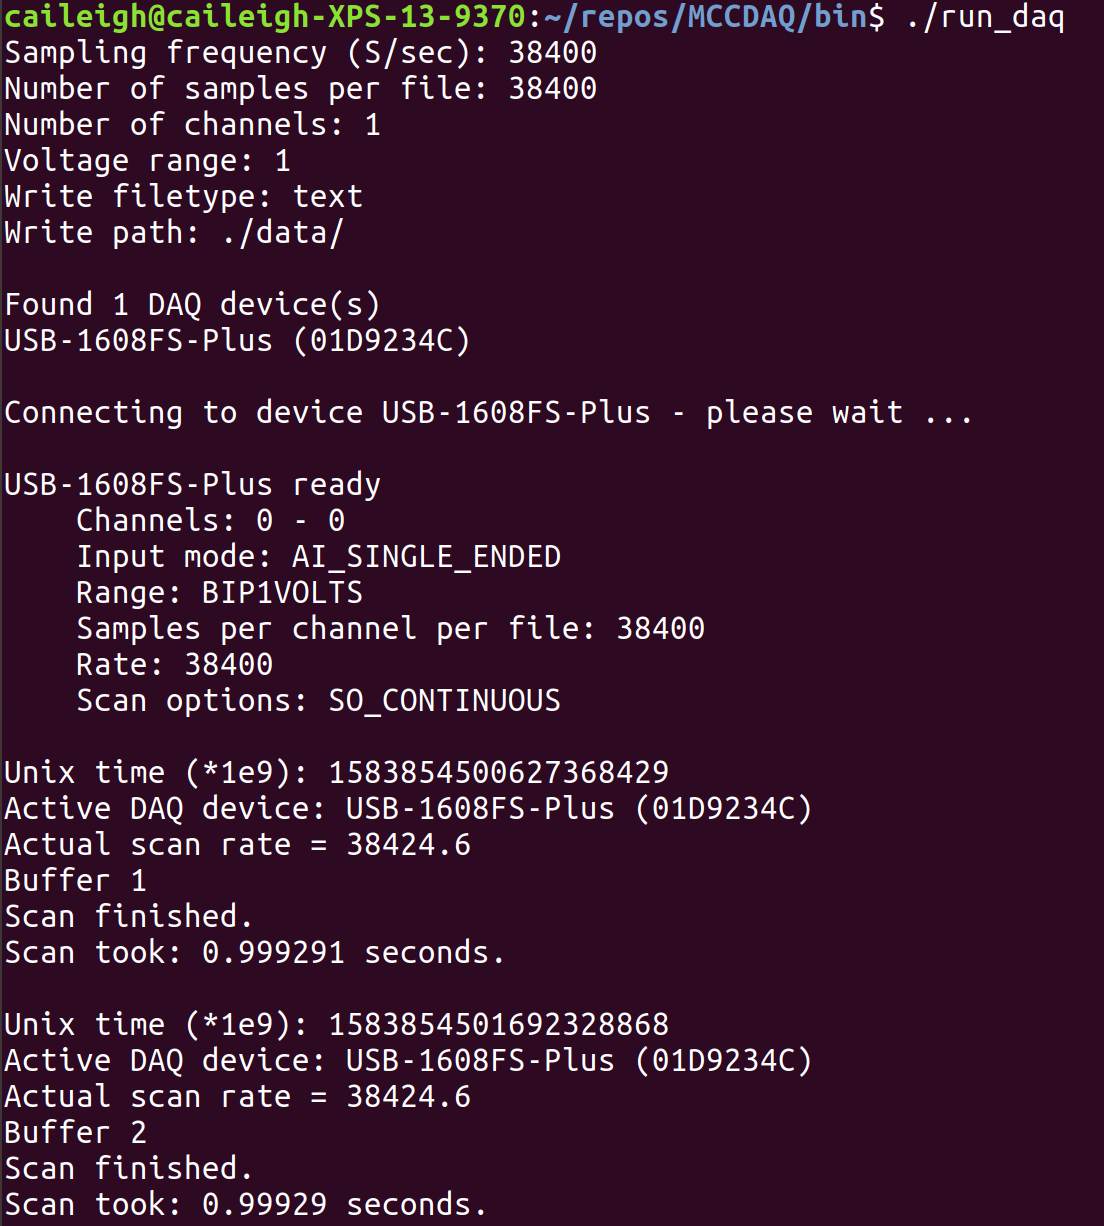 caileigh@caileigh-XPS-13-9370:~/repos/MCCDAQ/bin$ ./run_daq
Sampling frequency (S/sec): 38400
Number of samples per file: 38400
Number of channels: 1
Voltage range: 1
Write filetype: text
Write path: ./data/

Found 1 DAQ device(s)
USB-1608FS-Plus (01D9234C)

Connecting to device USB-1608FS-Plus - please wait ...

USB-1608FS-Plus ready
    Channels: 0 - 0
    Input mode: AI_SINGLE_ENDED
    Range: BIP1VOLTS
    Samples per channel per file: 38400
    Rate: 38400
    Scan options: SO_CONTINUOUS

Unix time (*1e9): 1583854500627368429
Active DAQ device: USB-1608FS-Plus (01D9234C)
Actual scan rate = 38424.6
Buffer 1
Scan finished.
Scan took: 0.999291 seconds.

Unix time (*1e9): 1583854501692328868
Active DAQ device: USB-1608FS-Plus (01D9234C)
Actual scan rate = 38424.6
Buffer 2
Scan finished.
Scan took: 0.99929 seconds.